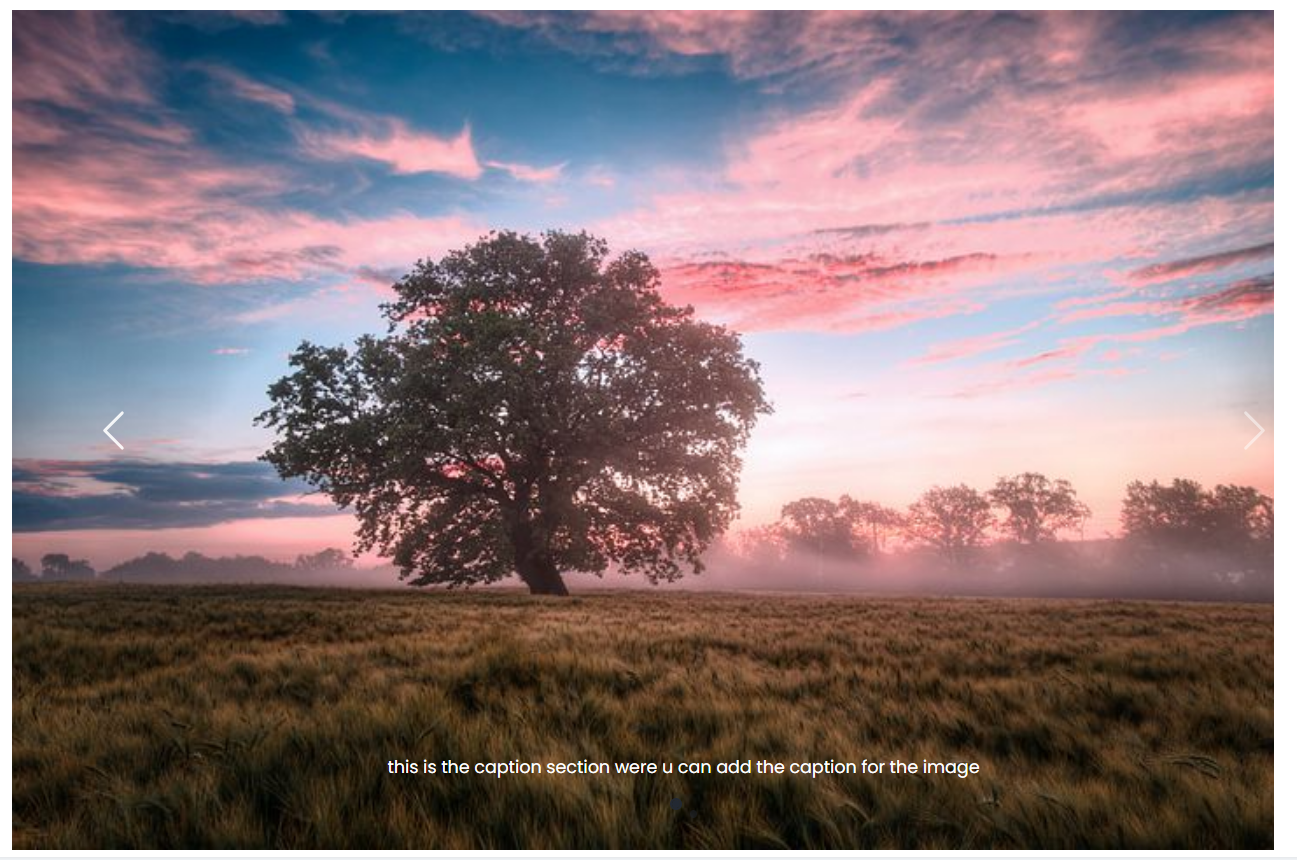 this is the caption section were u can add the caption for the image